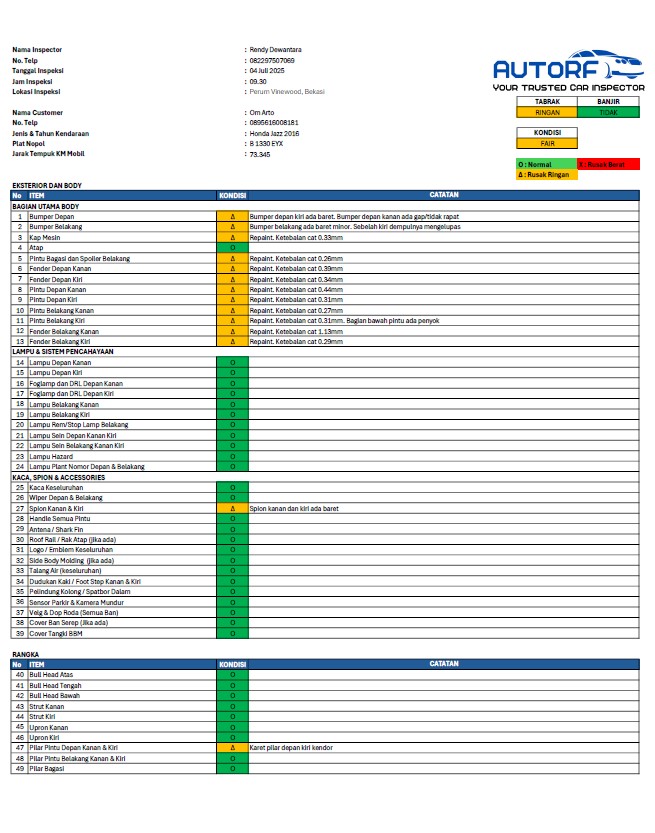 Nama Inspector : Rendy Dewantara
No. Telp : 082297507069
Tanggal Inspeksi : 04 Juli 2025
Jam Inspeksi : 09.30
Lokasi Inspeksi : Perum Vinewood, Bekasi
AUTORF
YOUR TRUSTED CAR INSPECTOR
TABRAK BANJIR
RINGAN TIDAK
Nama Customer : Om Arto
No. Telp : 0895616008181
Jenis & Tahun Kendaraan : Honda Jazz 2016
Plat Nopol : B 1330 EYX
Jarak Tempuk KM Mobil : 73.345
KONDISI
FAIR
O : Normal X : Rusak Berat
Δ : Rusak Ringan
EKSTERIOR DAN BODY
No ITEM KONDISI CATATAN
BAGIAN UTAMA BODY
1 Bumper Depan Δ Bumper depan kiri ada baret. Bumper depan kanan ada gap/tidak rapat
2 Bumper Belakang Δ Bumper belakang ada baret minor. Sebelah kiri dempulnya mengelupas
3 Kap Mesin Δ Repaint. Ketebalan cat 0.33mm
4 Atap O
5 Pintu Bagasi dan Spoiler Belakang Δ Repaint. Ketebalan cat 0.26mm
6 Fender Depan Kanan Δ Repaint. Ketebalan cat 0.39mm
7 Fender Depan Kiri Δ Repaint. Ketebalan cat 0.34mm
8 Pintu Depan Kanan Δ Repaint. Ketebalan cat 0.44mm
9 Pintu Depan Kiri Δ Repaint. Ketebalan cat 0.31mm
10 Pintu Belakang Kanan Δ Repaint. Ketebalan cat 0.27mm
11 Pintu Belakang Kiri Δ Repaint. Ketebalan cat 0.31mm. Bagian bawah pintu ada penyok
12 Fender Belakang Kanan Δ Repaint. Ketebalan cat 1.13mm
13 Fender Belakang Kiri Δ Repaint. Ketebalan cat 0.29mm
LAMPU & SISTEM PENCAHAYAAN
14 Lampu Depan Kanan O
15 Lampu Depan Kiri O
16 Foglamp dan DRL Depan Kanan O
17 Foglamp dan DRL Depan Kiri O
18 Lampu Belakang Kanan O
19 Lampu Belakang Kiri O
20 Lampu Rem/Stop Lamp Belakang O
21 Lampu Sein Depan Kanan Kiri O
22 Lampu Sein Belakang Kanan Kiri O
23 Lampu Hazard O
24 Lampu Plant Nomor Depan & Belakang O
KACA, SPION & ACCESSORIES
25 Kaca Keseluruhan O
26 Wiper Depan & Belakang O
27 Spion Kanan & Kiri Δ Spion kanan dan kiri ada baret
28 Handle Semua Pintu O
29 Antena / Shark Fin O
30 Roof Rail / Rak Atap (jika ada) O
31 Logo / Emblem Keseluruhan O
32 Side Body Molding (jika ada) O
33 Talang Air (keseluruhan) O
34 Dudukan Kaki / Foot Step Kanan & Kiri O
35 Pelindung Kolong / Spatbor Dalam O
36 Sensor Parkir & Kamera Mundur O
37 Velg & Dop Roda (Semua Ban) O
38 Cover Ban Serep (Jika ada) O
39 Cover Tangki BBM O
RANGKA
No ITEM KONDISI CATATAN
40 Bull Head Atas O
41 Bull Head Tengah O
42 Bull Head Bawah O
43 Strut Kanan O
44 Strut Kiri O
45 Upron Kanan O
46 Upron Kiri O
47 Pilar Pintu Depan Kanan & Kiri Δ Karet pilar depan kiri kendor
48 Pilar Pintu Belakang Kanan & Kiri O
49 Pilar Bagasi O